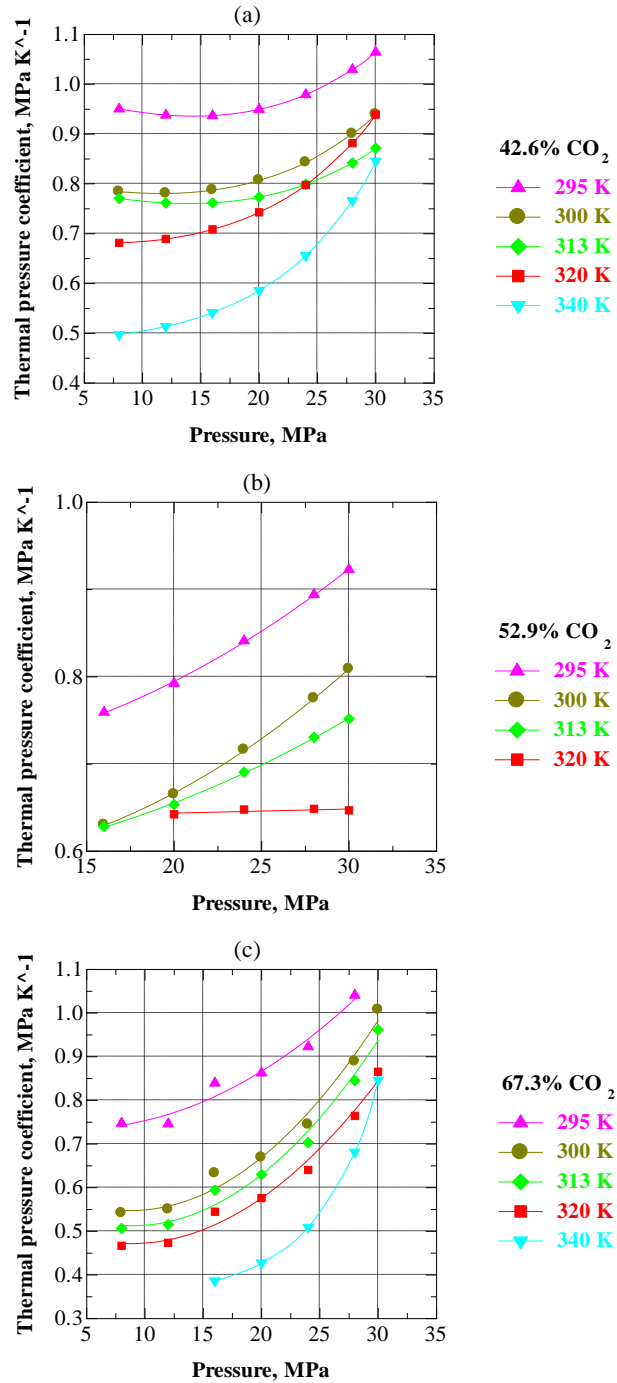 (a)
Thermal pressure coefficient, MPa K^-1
1.1
1.0
0.9
0.8
0.7
0.6
0.5
0.4
5 10 15 20 25 30 35
Pressure, MPa
42.6% CO2
295 K
300 K
313 K
320 K
340 K
(b)
Thermal pressure coefficient, MPa K^-1
1.0
0.8
0.6
15 20 25 30 35
Pressure, MPa
52.9% CO2
295 K
300 K
313 K
320 K
(c)
Thermal pressure coefficient, MPa K^-1
1.1
1.0
0.9
0.8
0.7
0.6
0.5
0.4
0.3
5 10 15 20 25 30 35
Pressure, MPa
67.3% CO2
295 K
300 K
313 K
320 K
340 K